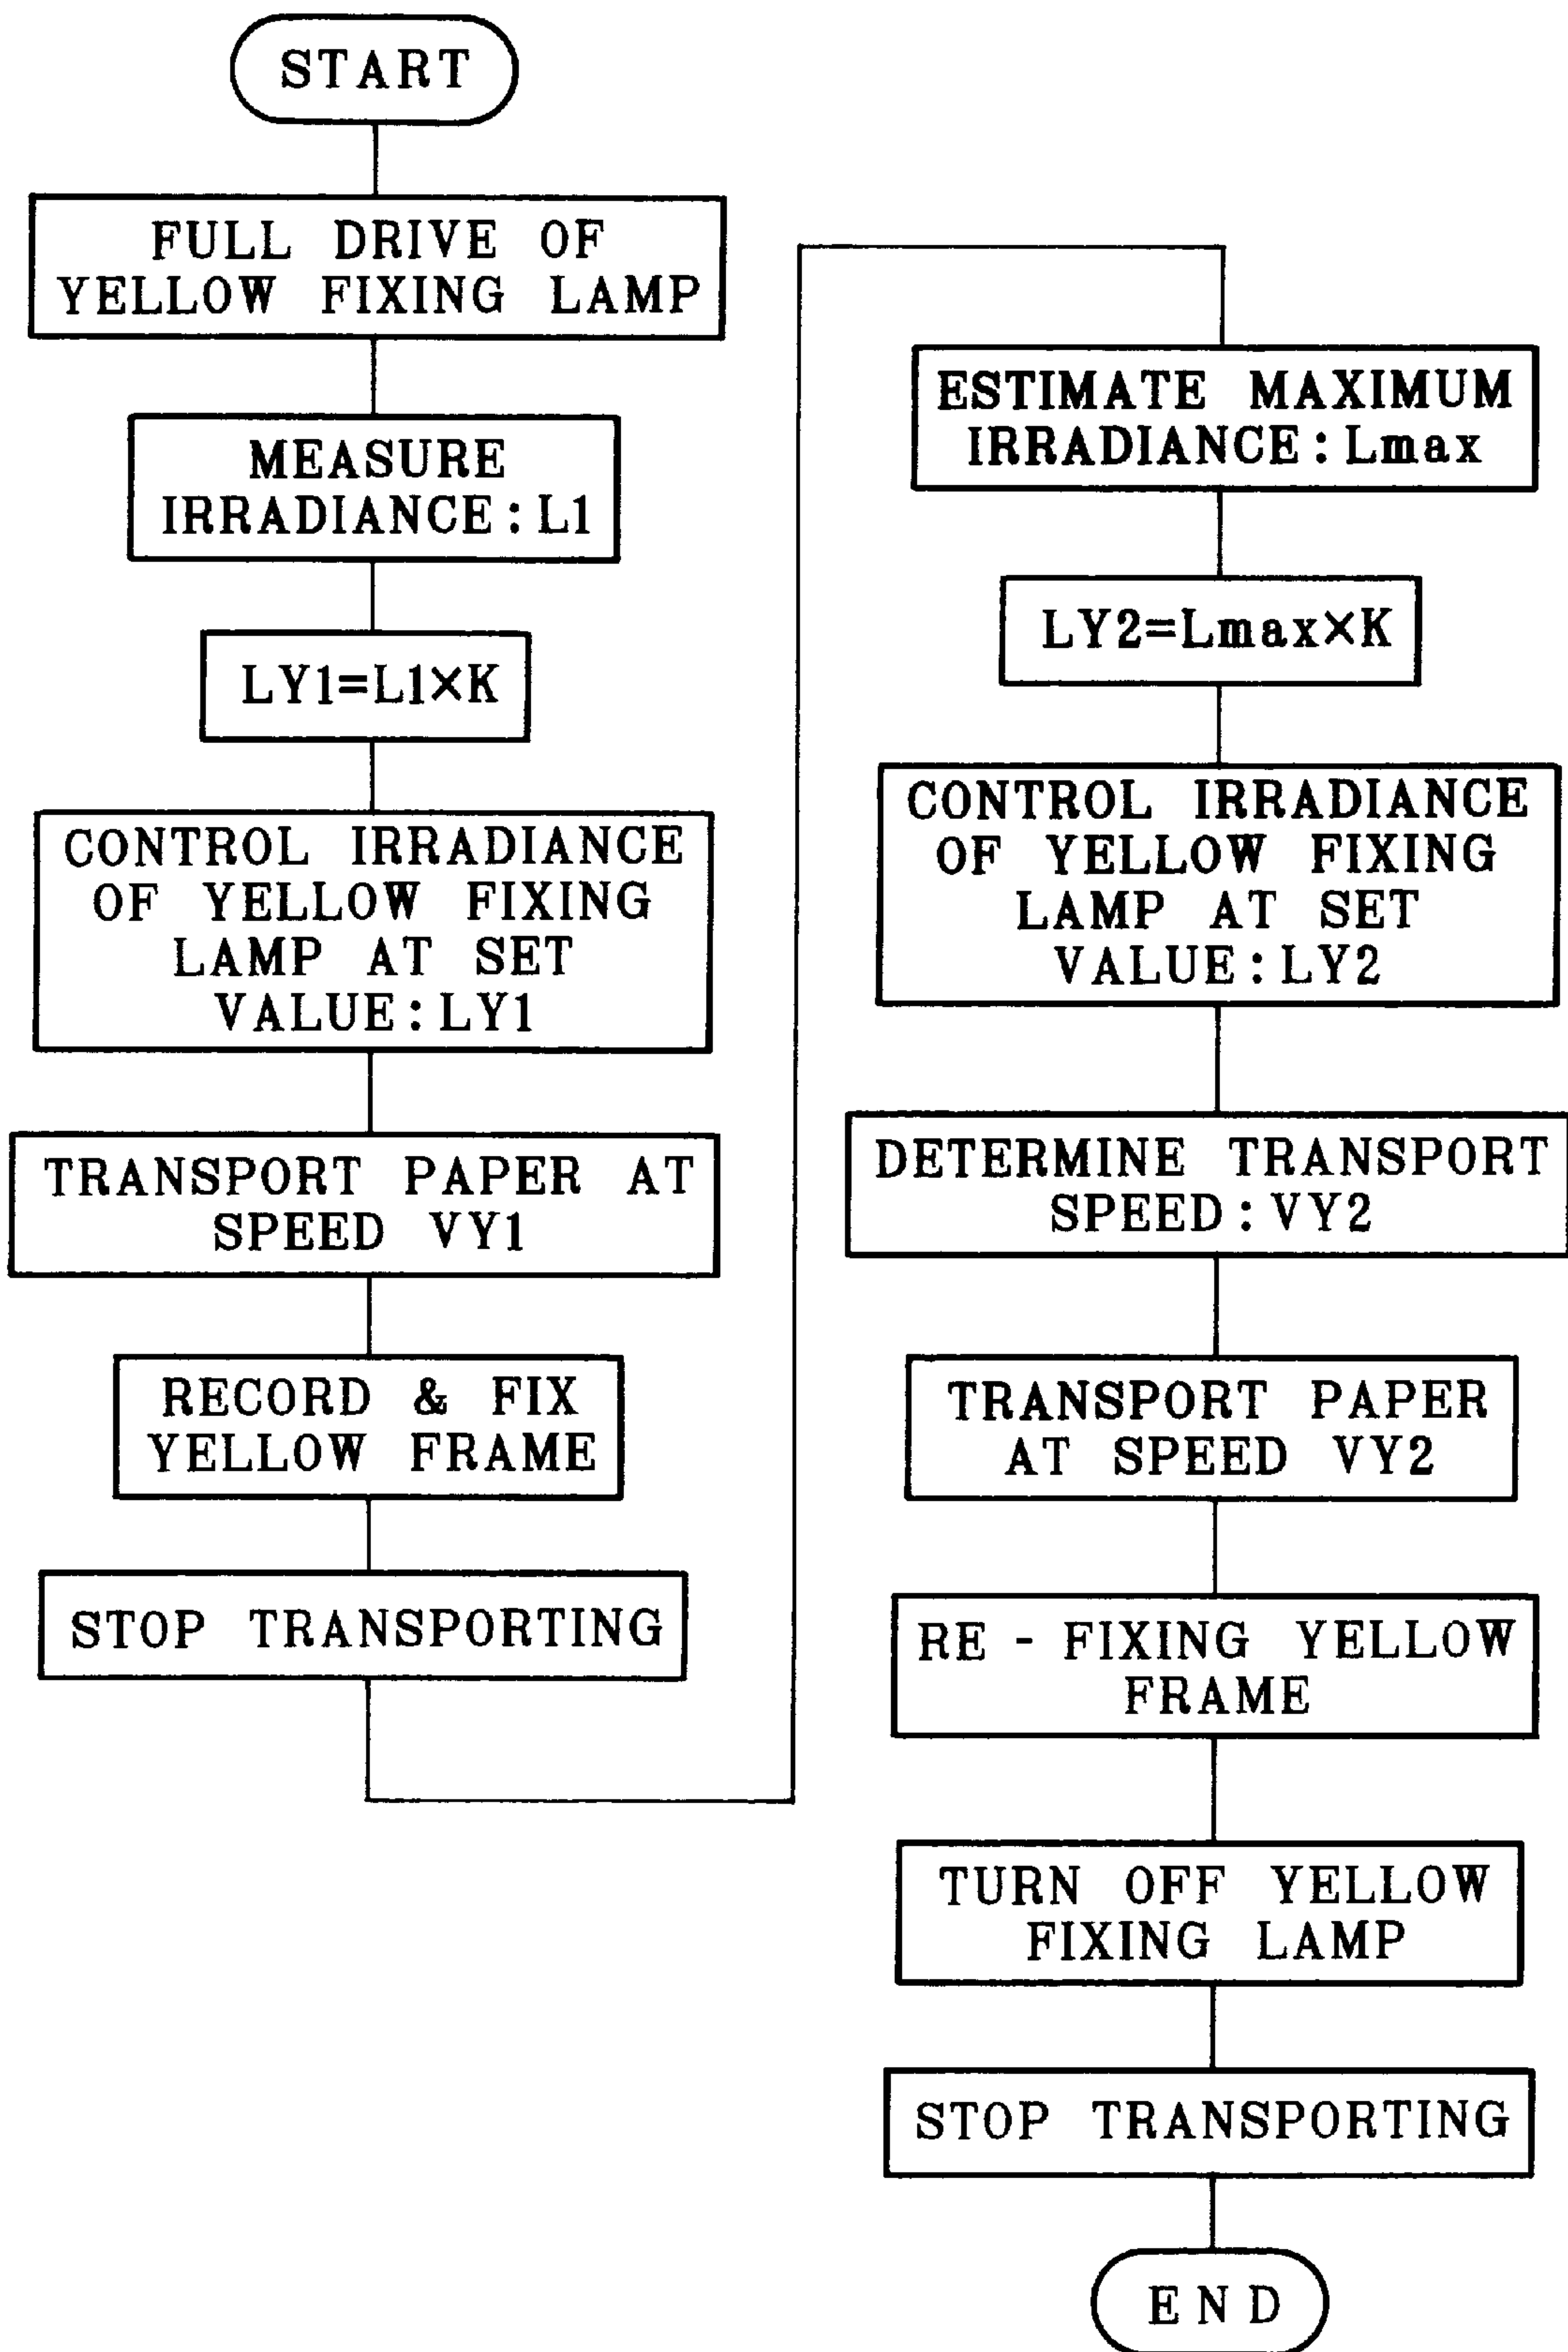 START
FULL DRIVE OF
YELLOW FIXING LAMP
MEASURE
IRRADIANCE:L1
LY1=L1×K
CONTROL IRRADIANCE
OF YELLOW FIXING
LAMP AT SET
VALUE:LY1
TRANSPORT PAPER AT
SPEED VY1
RECORD & FIX
YELLOW FRAME
STOP TRANSPORTING
ESTIMATE MAXIMUM
IRRADIANCE:Lmax
LY2=Lmax×K
CONTROL IRRADIANCE
OF YELLOW FIXING
LAMP AT SET
VALUE:LY2
DETERMINE TRANSPORT
SPEED:VY2
TRANSPORT PAPER
AT SPEED VY2
RE-FIXING YELLOW
FRAME
TURN OFF YELLOW
FIXING LAMP
STOP TRANSPORTING
END